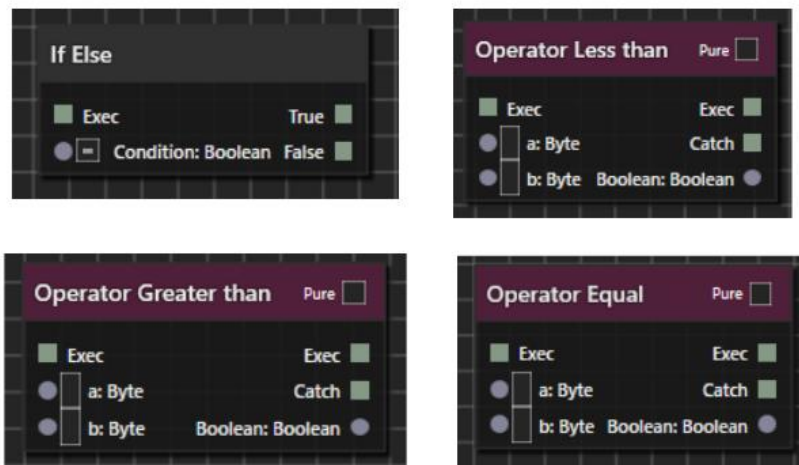 If Else
Exec True
Condition: Boolean False
Operator Less than Pure
Exec Exec
a: Byte Catch
b: Byte Boolean: Boolean
Operator Greater than Pure
Exec Exec
a: Byte Catch
b: Byte Boolean: Boolean
Operator Equal Pure
Exec Exec
a: Byte Catch
b: Byte Boolean: Boolean